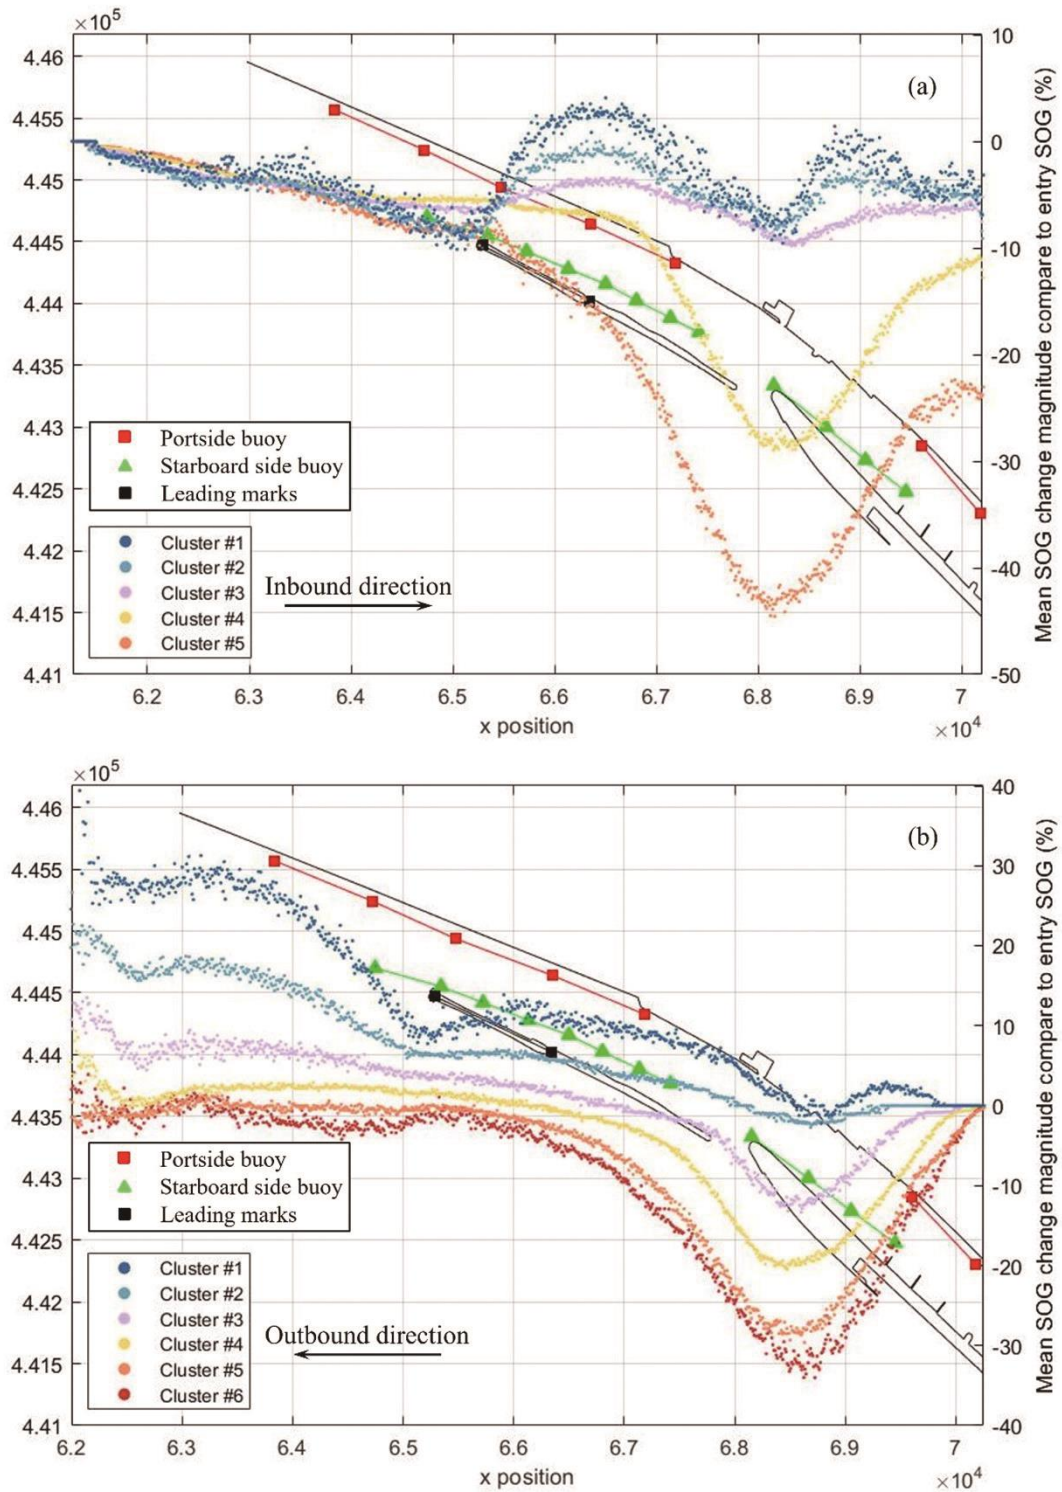 ×10⁵
10
4.46
(a)
4.455
0
4.45
4.445
-10
4.44
4.435
-20
4.43
-30
4.425
4.42
-40
4.415
4.41
-50
Mean SOG change magnitude compare to entry SOG (%)
Portside buoy
Starboard side buoy
Leading marks
Cluster #1
Cluster #2
Cluster #3
Cluster #4
Cluster #5
Inbound direction
6.2 6.3 6.4 6.5 6.6 6.7 6.8 6.9 7
x position
×10⁴
×10⁵
40
4.46
(b)
4.455
30
4.45
20
4.445
10
4.44
4.435
0
4.43
-10
4.425
-20
4.42
4.415
-30
4.41
-40
Mean SOG change magnitude compare to entry SOG (%)
Portside buoy
Starboard side buoy
Leading marks
Cluster #1
Cluster #2
Cluster #3
Cluster #4
Cluster #5
Cluster #6
Outbound direction
6.2 6.3 6.4 6.5 6.6 6.7 6.8 6.9 7
x position
×10⁴